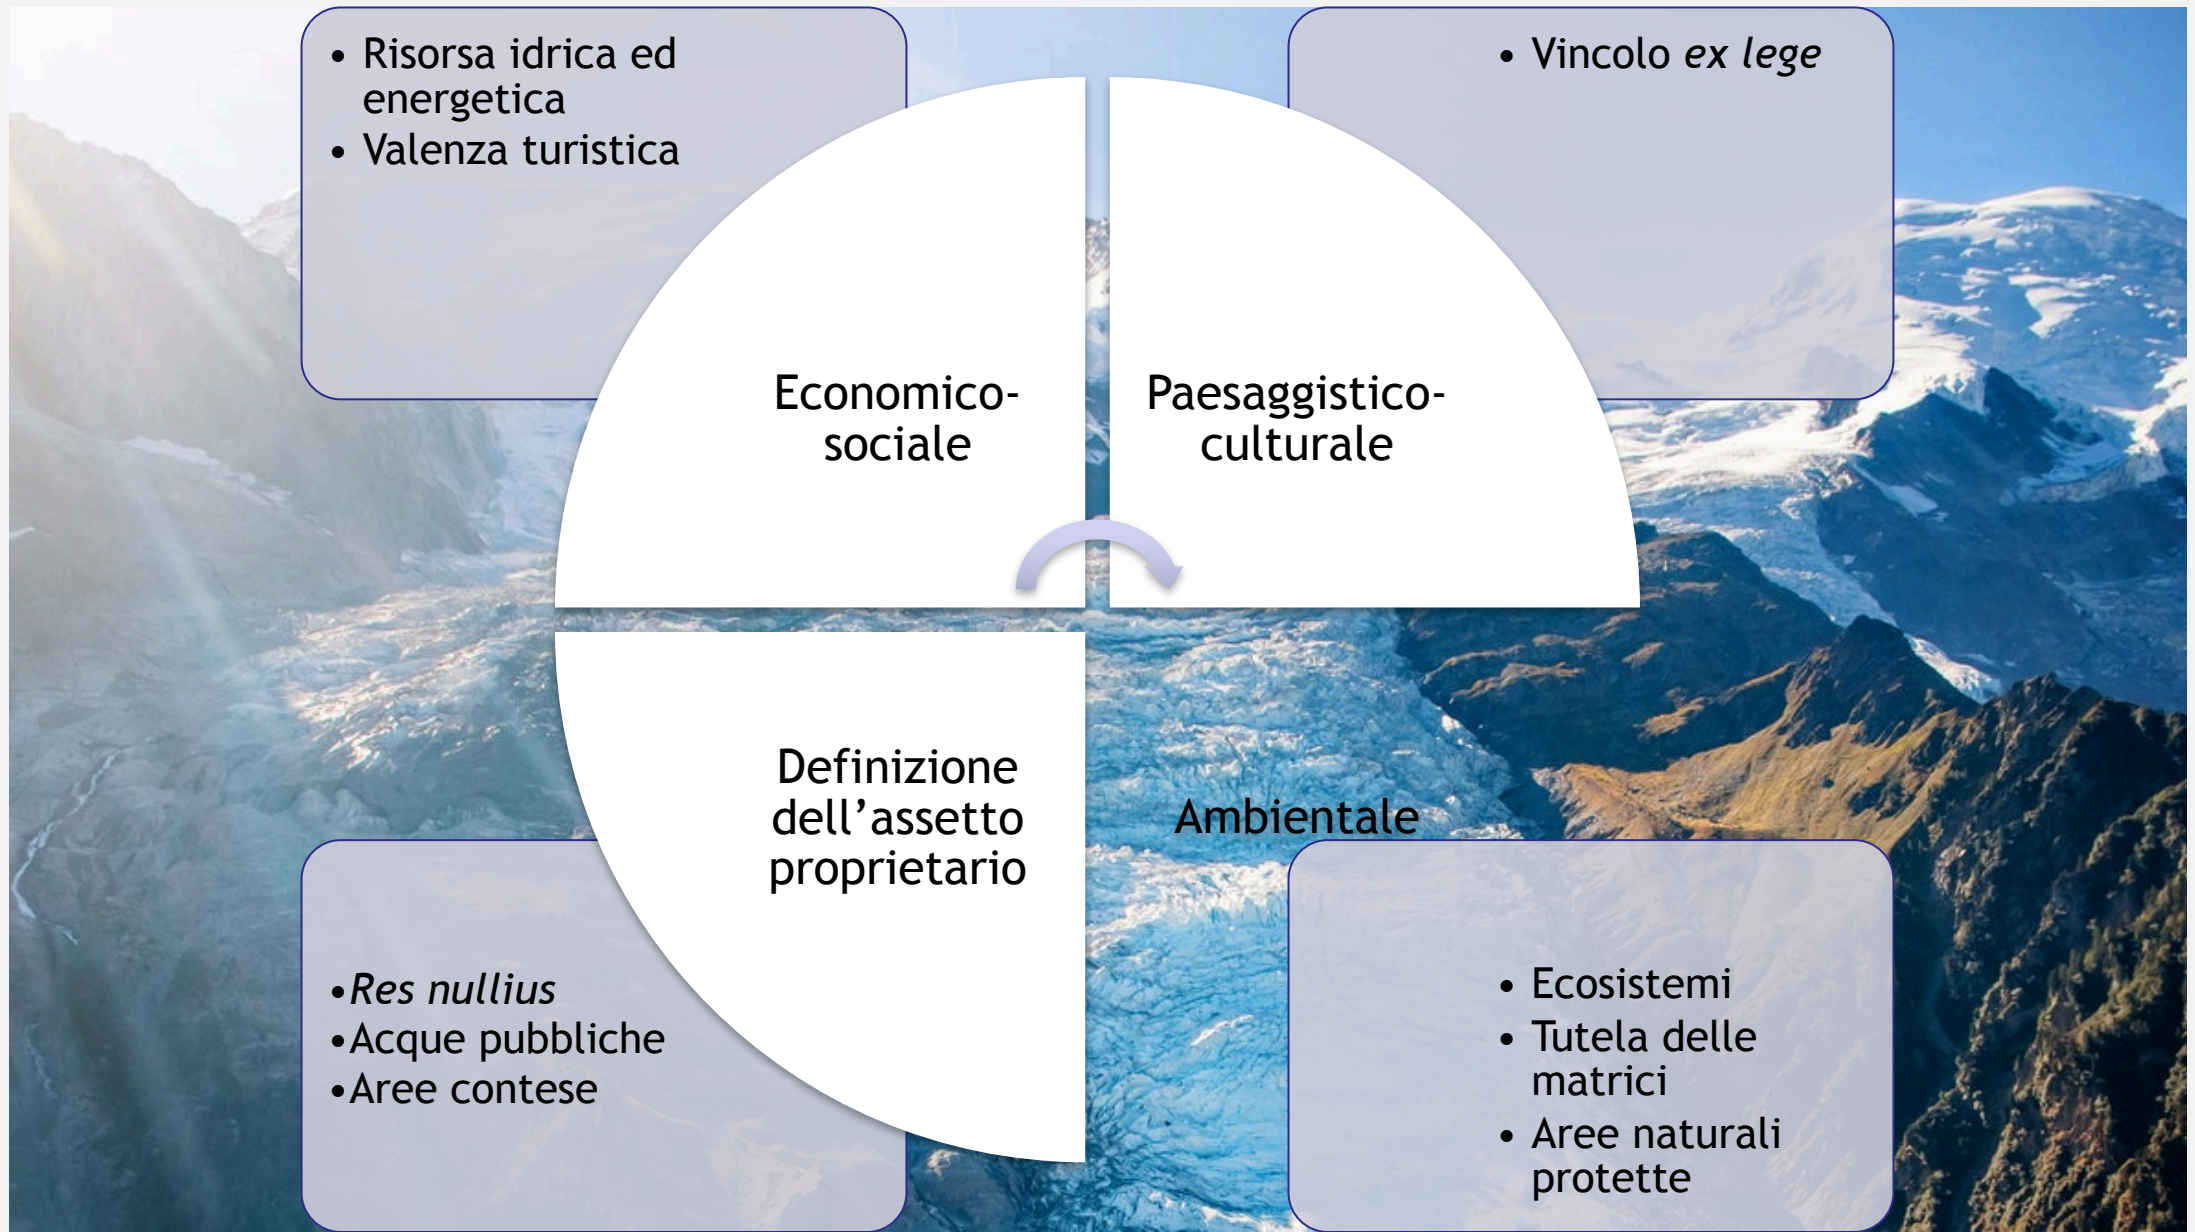 • Risorsa idrica ed
energetica
• Valenza turistica
• Vincolo ex lege
Economico-
sociale
Paesaggistico-
culturale
Definizione
dell’assetto
proprietario
Ambientale
•Res nullius
•Acque pubbliche
•Aree contese
• Ecosistemi
• Tutela delle
matrici
• Aree naturali
protette